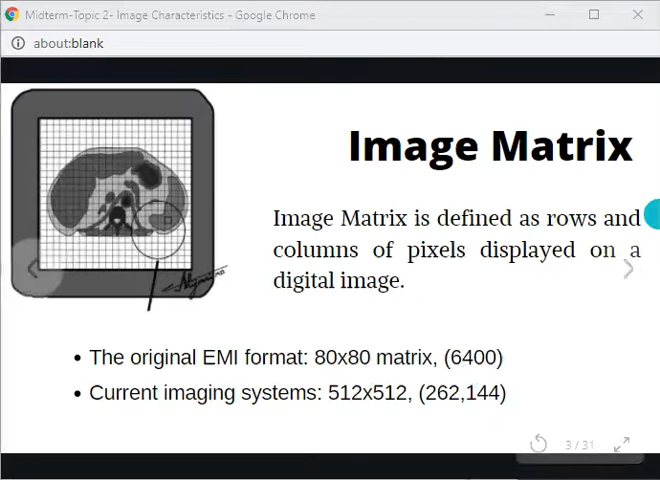 Midterm-Topic 2- Image Characteristics - Google Chrome
about:blank
Image Matrix
Image Matrix is defined as rows and
columns of pixels displayed on a
digital image.
• The original EMI format: 80x80 matrix, (6400)
• Current imaging systems: 512x512, (262,144)
3 / 31